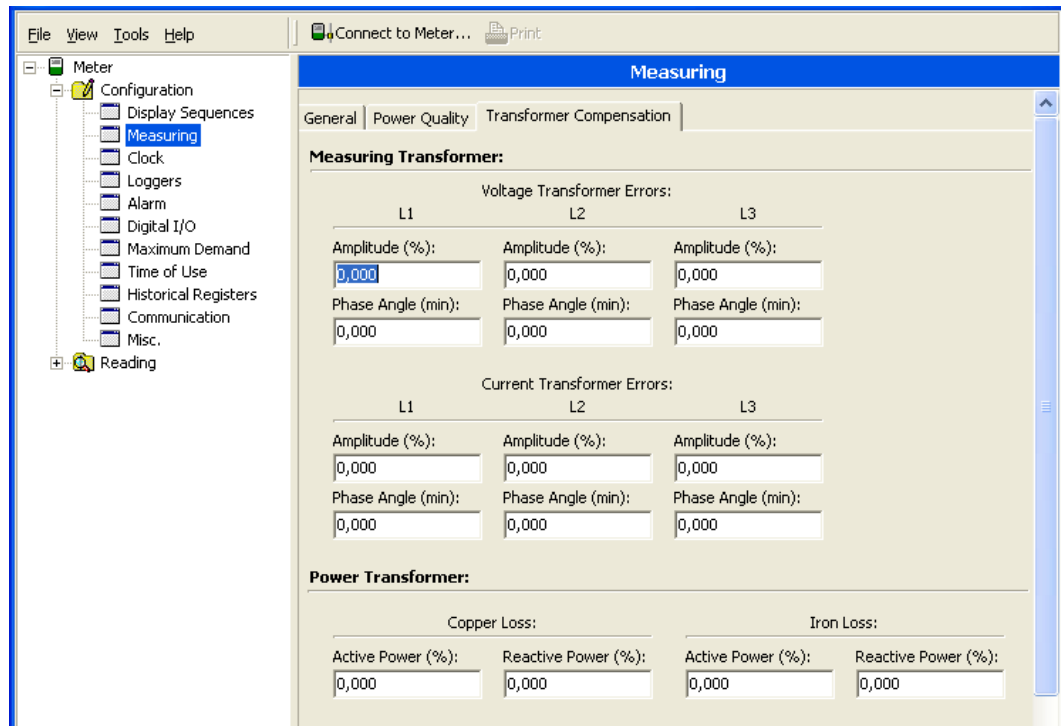 File View Tools Help Connect to Meter... Print
Meter
Configuration
Display Sequences
Measuring
Clock
Loggers
Alarm
Digital I/O
Maximum Demand
Time of Use
Historical Registers
Communication
Misc.
Reading
Measuring
General Power Quality Transformer Compensation
Measuring Transformer:
Voltage Transformer Errors:
L1 L2 L3
Amplitude (%): Amplitude (%): Amplitude (%):
0,000 0,000 0,000
Phase Angle (min): Phase Angle (min): Phase Angle (min):
0,000 0,000 0,000
Current Transformer Errors:
L1 L2 L3
Amplitude (%): Amplitude (%): Amplitude (%):
0,000 0,000 0,000
Phase Angle (min): Phase Angle (min): Phase Angle (min):
0,000 0,000 0,000
Power Transformer:
Copper Loss: Iron Loss:
Active Power (%): Reactive Power (%): Active Power (%): Reactive Power (%):
0,000 0,000 0,000 0,000